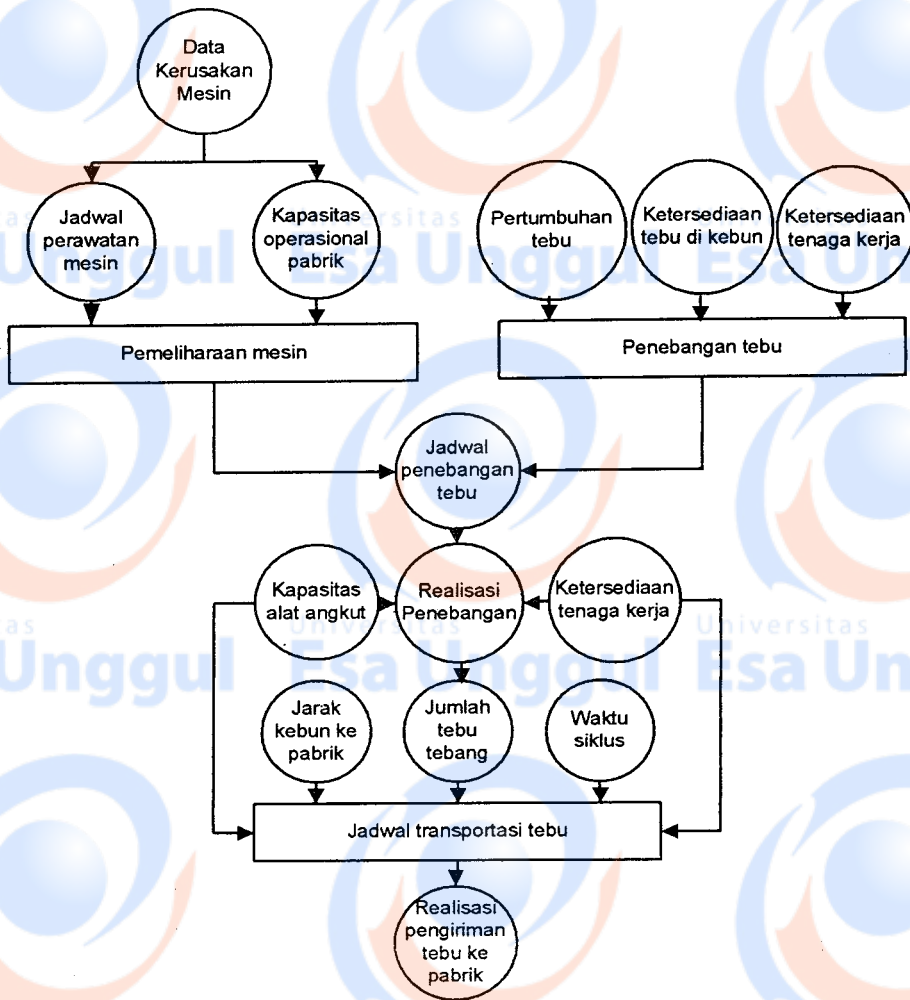 Data
Kerusakan
Mesin
Jadwal
perawatan
mesin
Kapasitas
operasional
pabrik
Pertumbuhan
tebu
Ketersediaan
tebu di kebun
Ketersediaan
tenaga kerja
Pemeliharaan mesin
Penebangan tebu
Jadwal
penebangan
tebu
Kapasitas
alat angkut
Realisasi
Penebangan
Ketersediaan
tenaga kerja
Jarak
kebun ke
pabrik
Jumlah
tebu
tebang
Waktu
siklus
Jadwal transportasi tebu
Realisasi
pengiriman
tebu ke
pabrik
Universitas
Esa Unggul
Universitas
Esa Unggul